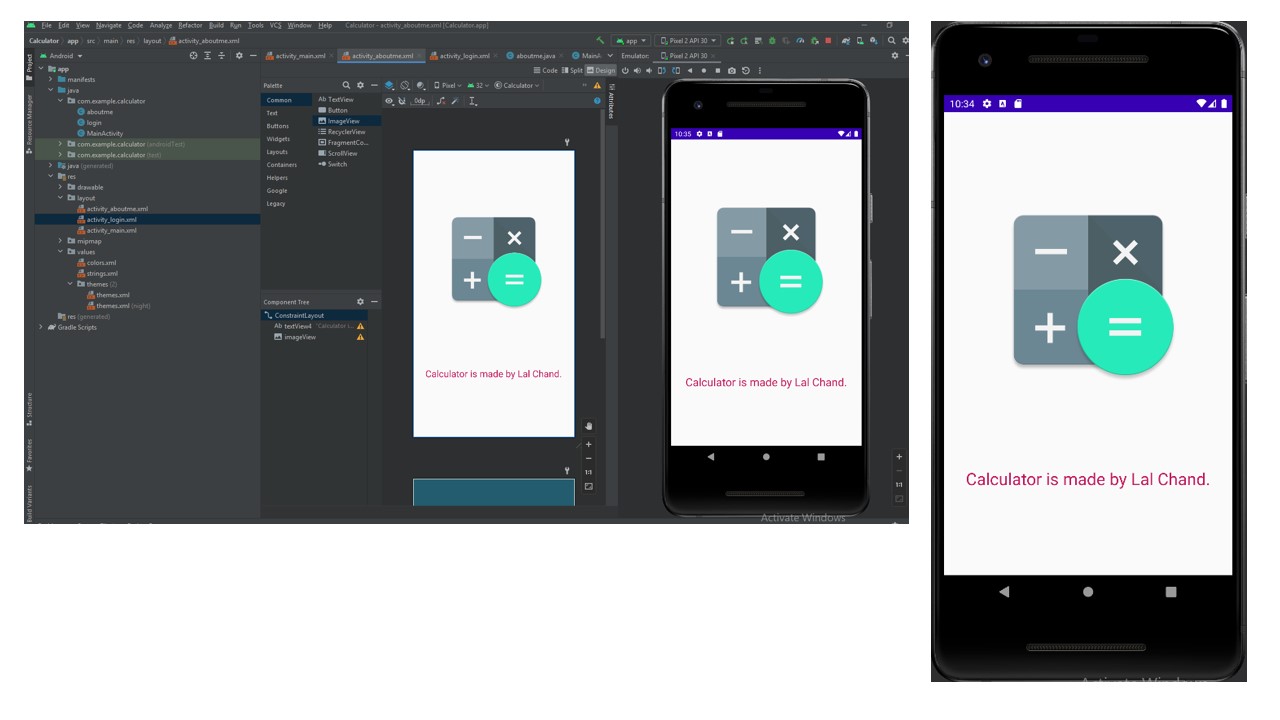 File Edit View Navigate Code Analyze Refactor Build Run Tools VCS Window Help Calculator - activity_aboutme.xml [Calculator.app]
Calculator app src main res layout activity_aboutme.xml
app Pixel 2 API 30
Android
activity_main.xml activity_aboutme.xml activity_login.xml aboutme.java MainA
Emulator: Pixel 2 API 30
Code Split Design
Project
Resource Manager
Structure
Favorites
Build Variants
Attributes
app
manifests
java
com.example.calculator
aboutme
login
MainActivity
com.example.calculator (androidTest)
com.example.calculator (test)
java (generated)
res
drawable
layout
activity_aboutme.xml
activity_login.xml
activity_main.xml
mipmap
values
colors.xml
strings.xml
themes (2)
themes.xml
themes.xml (night)
res (generated)
Gradle Scripts
Palette
Common
Text
Buttons
Widgets
Layouts
Containers
Helpers
Google
Legacy
Ab TextView
Button
ImageView
RecyclerView
FragmentCo...
ScrollView
Switch
Pixel 32 Calculator
0dp
Component Tree
ConstraintLayout
Ab textView4 "Calculator i...
imageView
Calculator is made by Lal Chand.
1:1
10:35
Calculator is made by Lal Chand.
1:1
Activate Windows
10:34
Calculator is made by Lal Chand.